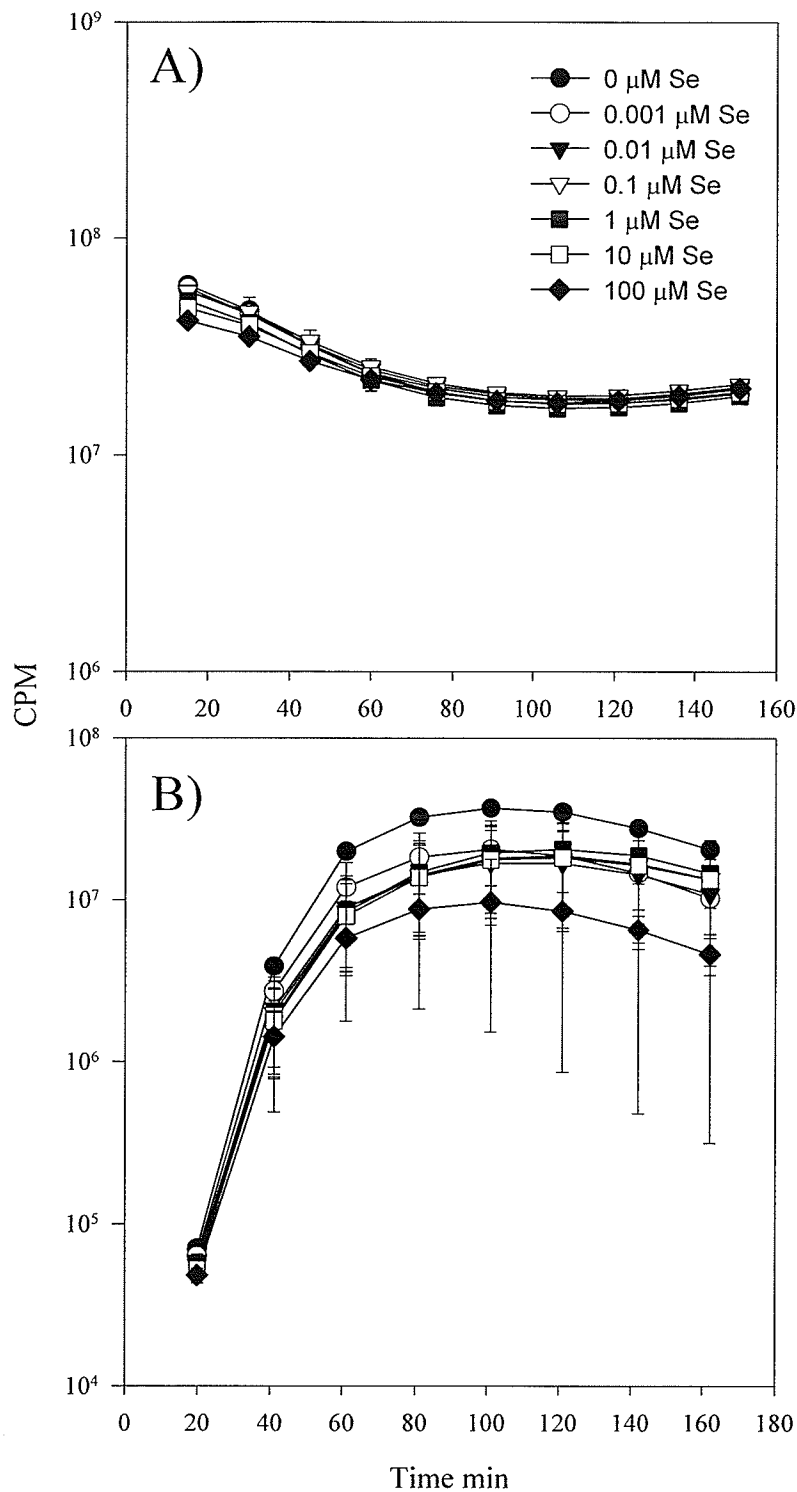 A)
0 μM Se
0.001 μM Se
0.01 μM Se
0.1 μM Se
1 μM Se
10 μM Se
100 μM Se
10⁹
10⁸
10⁷
10⁶
0 20 40 60 80 100 120 140 160
CPM
B)
10⁸
10⁷
10⁶
10⁵
10⁴
0 20 40 60 80 100 120 140 160 180
Time min